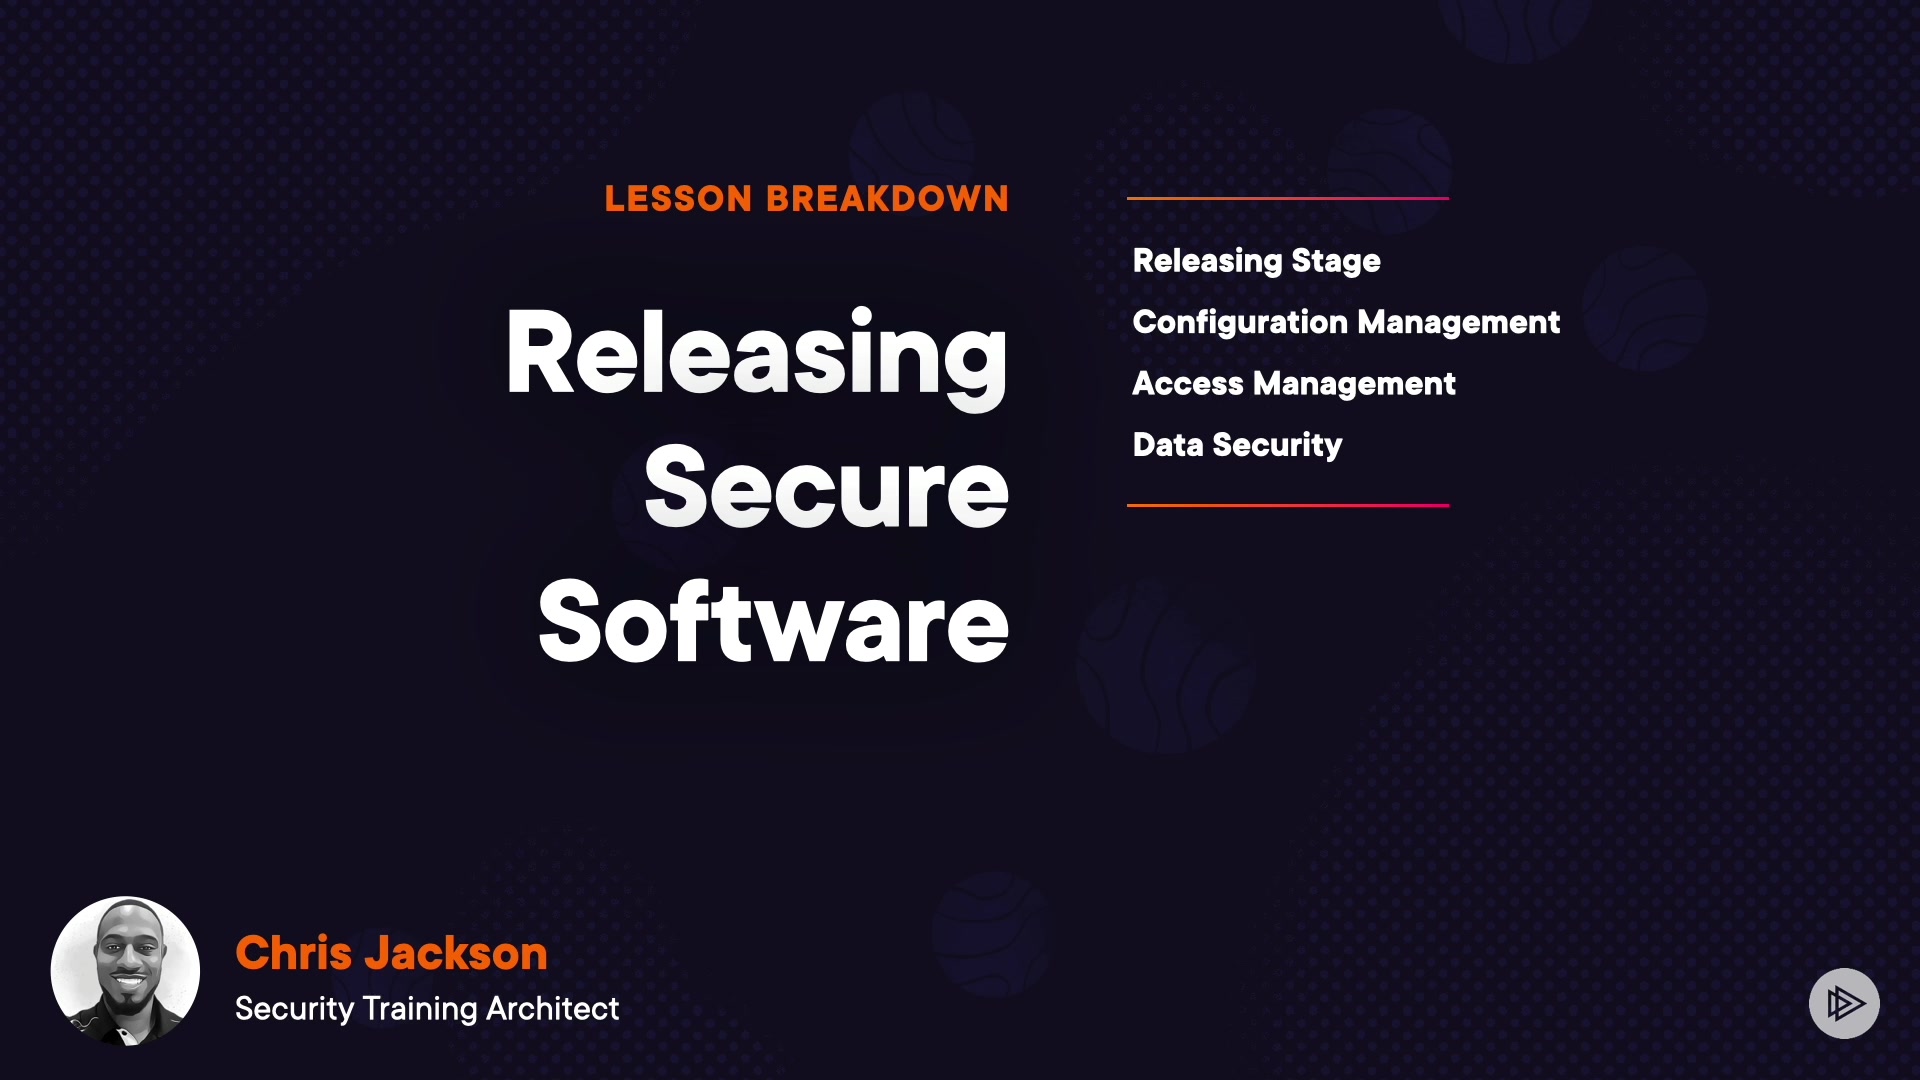 LESSON BREAKDOWN
Releasing
Secure
Software
Releasing Stage
Configuration Management
Access Management
Data Security
Chris Jackson
Security Training Architect